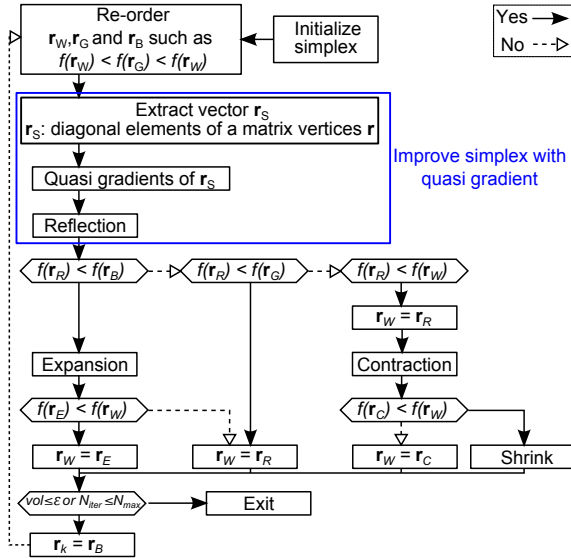 Re-order
r_W,r_G and r_B such as
f(r_W) < f(r_G) < f(r_W)
Initialize
simplex
Yes
No
Extract vector r_S
r_S: diagonal elements of a matrix vertices r
Improve simplex with
quasi gradient
Quasi gradients of r_S
Reflection
f(r_R) < f(r_B)
f(r_R) < f(r_G)
f(r_R) < f(r_W)
r_W = r_R
Expansion
Contraction
f(r_E) < f(r_W)
f(r_C) < f(r_W)
r_W = r_E
r_W = r_R
r_W = r_C
Shrink
vol≤ε or N_iter ≤N_max
Exit
r_k = r_B